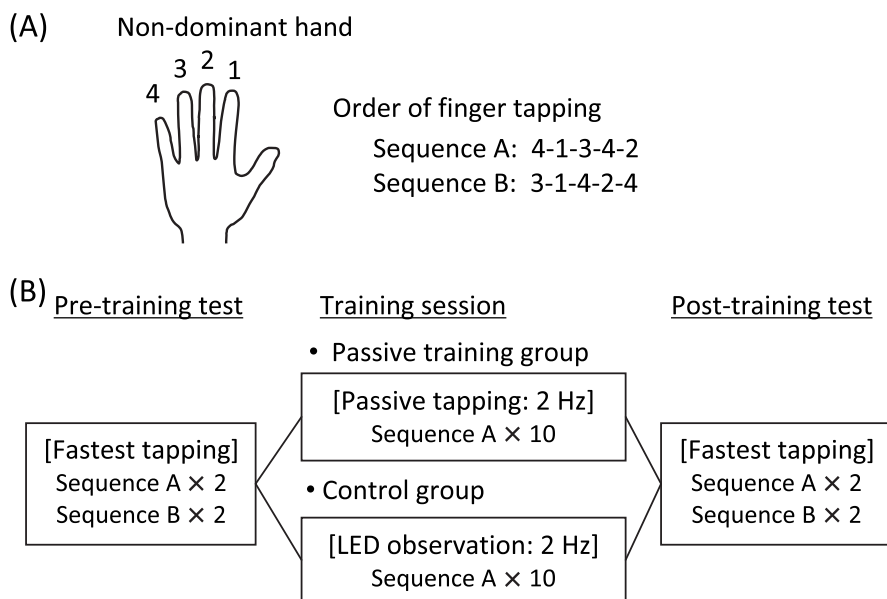 (A)
Non-dominant hand
4 3 2 1
Order of finger tapping
Sequence A: 4-1-3-4-2
Sequence B: 3-1-4-2-4
(B)
Pre-training test
Training session
Post-training test
• Passive training group
[Passive tapping: 2 Hz]
Sequence A × 10
[Fastest tapping]
Sequence A × 2
Sequence B × 2
• Control group
[LED observation: 2 Hz]
Sequence A × 10
[Fastest tapping]
Sequence A × 2
Sequence B × 2